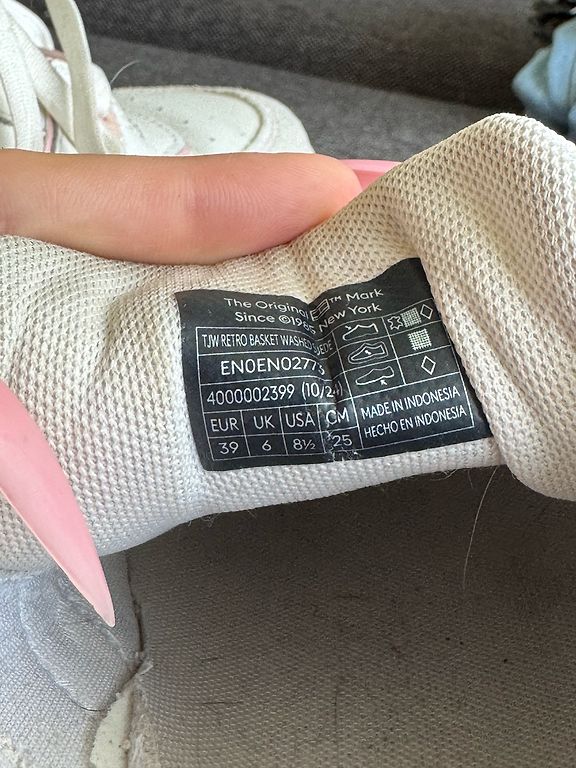 The Original ™ Mark
Since ©1985 New York
TJW RETRO BASKET WASHED SUEDE
EN0EN02773
4000002399 (10/24)
EUR UK USA CM
39 6 8½ 25
MADE IN INDONESIA
HECHO EN INDONESIA